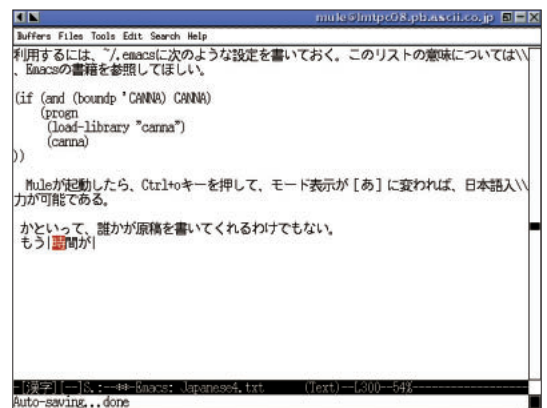 mule@mtpc08.pb.ascii.co.jp
Buffers Files Tools Edit Search Help
利用するには、~/.emacsに次のような設定を書いておく。このリストの意味については\\
、Emacsの書籍を参照してほしい。
(if (and (boundp 'CANNA) CANNA)
(progn
(load-library "canna")
(canna)
))
Muleが起動したら、Ctrl+oキーを押して、モード表示が［あ］に変われば、日本語入\\
力が可能である。
かといって、誰かが原稿を書いてくれるわけでもない。
もう|時間が|
-[漢字][--]S.:--**-Emacs: Japanese4.txt (Text)--L300--54%--------------------
Auto-saving...done